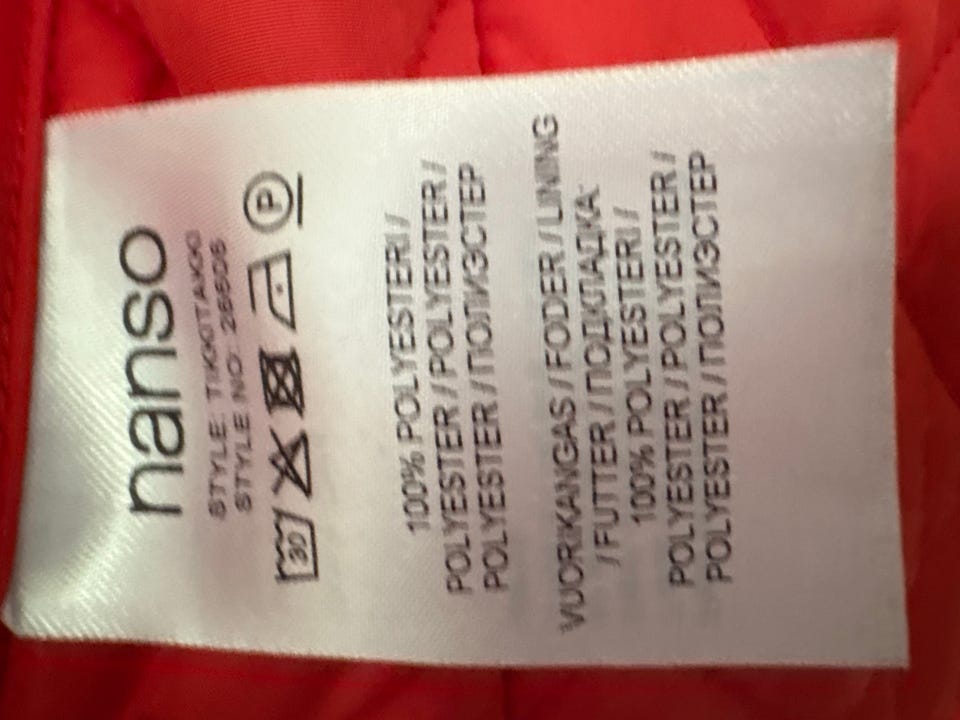 nanso
STYLE: TIKKITAKKI
STYLE NO:
30 P
100% POLYESTERI /
POLYESTER / POLYESTER /
POLYESTER / ПОЛИЭСТЕР
VUORIKANGAS / FODER / LINING
/ FUTTER / ПОДКЛАДКА
100% POLYESTERI /
POLYESTER / POLYESTER /
POLYESTER / ПОЛИЭСТЕР